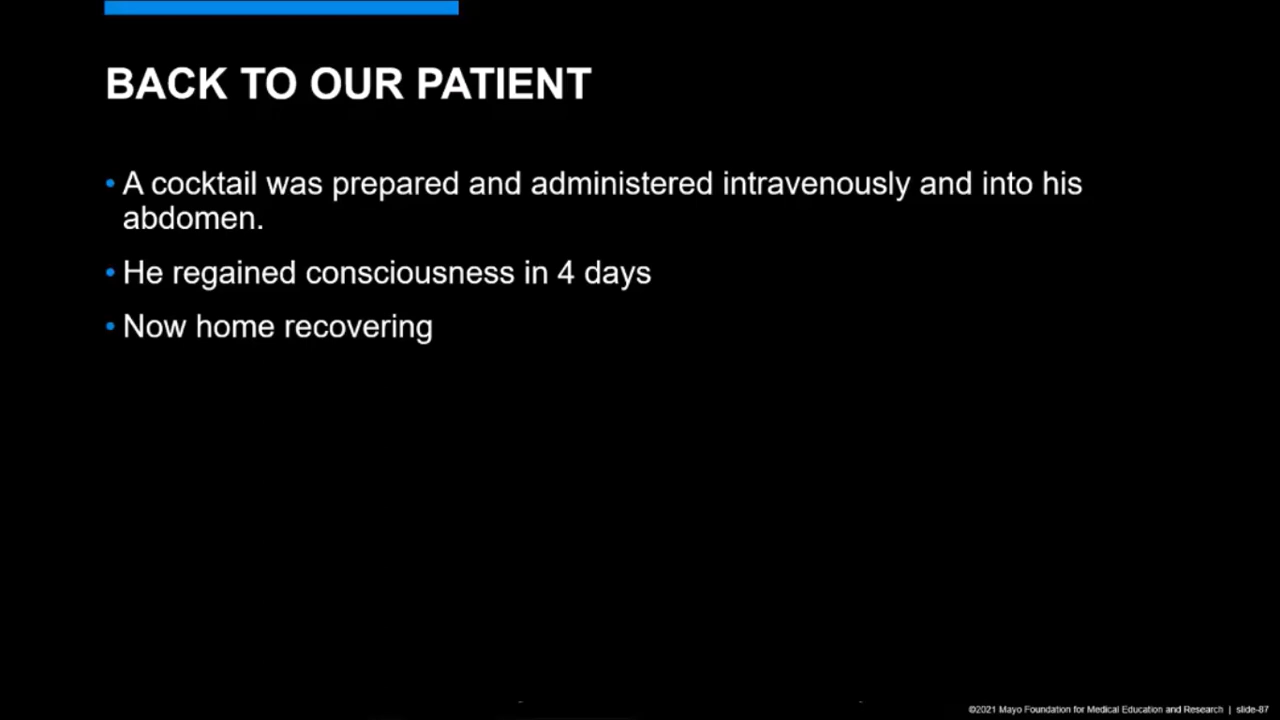 BACK TO OUR PATIENT
• A cocktail was prepared and administered intravenously and into his
abdomen.
• He regained consciousness in 4 days
• Now home recovering
©2021 Mayo Foundation for Medical Education and Research | slide-87